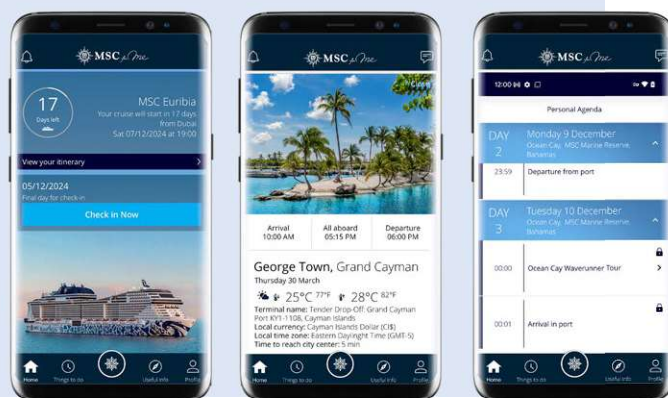 MSC for Me
17
Days left
MSC Euribia
Your cruise will start in 17 days
from Dubai
Sat 07/12/2024 at 19:00
View your itinerary
05/12/2024
Final day for check-in
Check in Now
Home
Things to do
Useful info
Profile
MSC for Me
Arrival
10:00 AM
All aboard
05:15 PM
Departure
06:00 PM
George Town, Grand Cayman
Thursday 30 March
25°C 77°F 28°C 82°F
Terminal name: Tender Drop-Off: Grand Cayman
Port KY1-1108, Cayman Islands
Local currency: Cayman Islands Dollar (CI$)
Local time zone: Eastern Daylinght Time (GMT-5)
Time to reach city center: 5 min
Home
Things to do
Useful info
Profile
MSC for Me
12:00
Personal Agenda
DAY
2
Monday 9 December
Ocean Cay, MSC Marine Reserve,
Bahamas
23:59
Departure from port
DAY
3
Tuesday 10 December
Ocean Cay, MSC Marine Reserve,
Bahamas
00:00
Ocean Cay Waverunner Tour
00:01
Arrival in port
Home
Things to do
Useful info
Profile